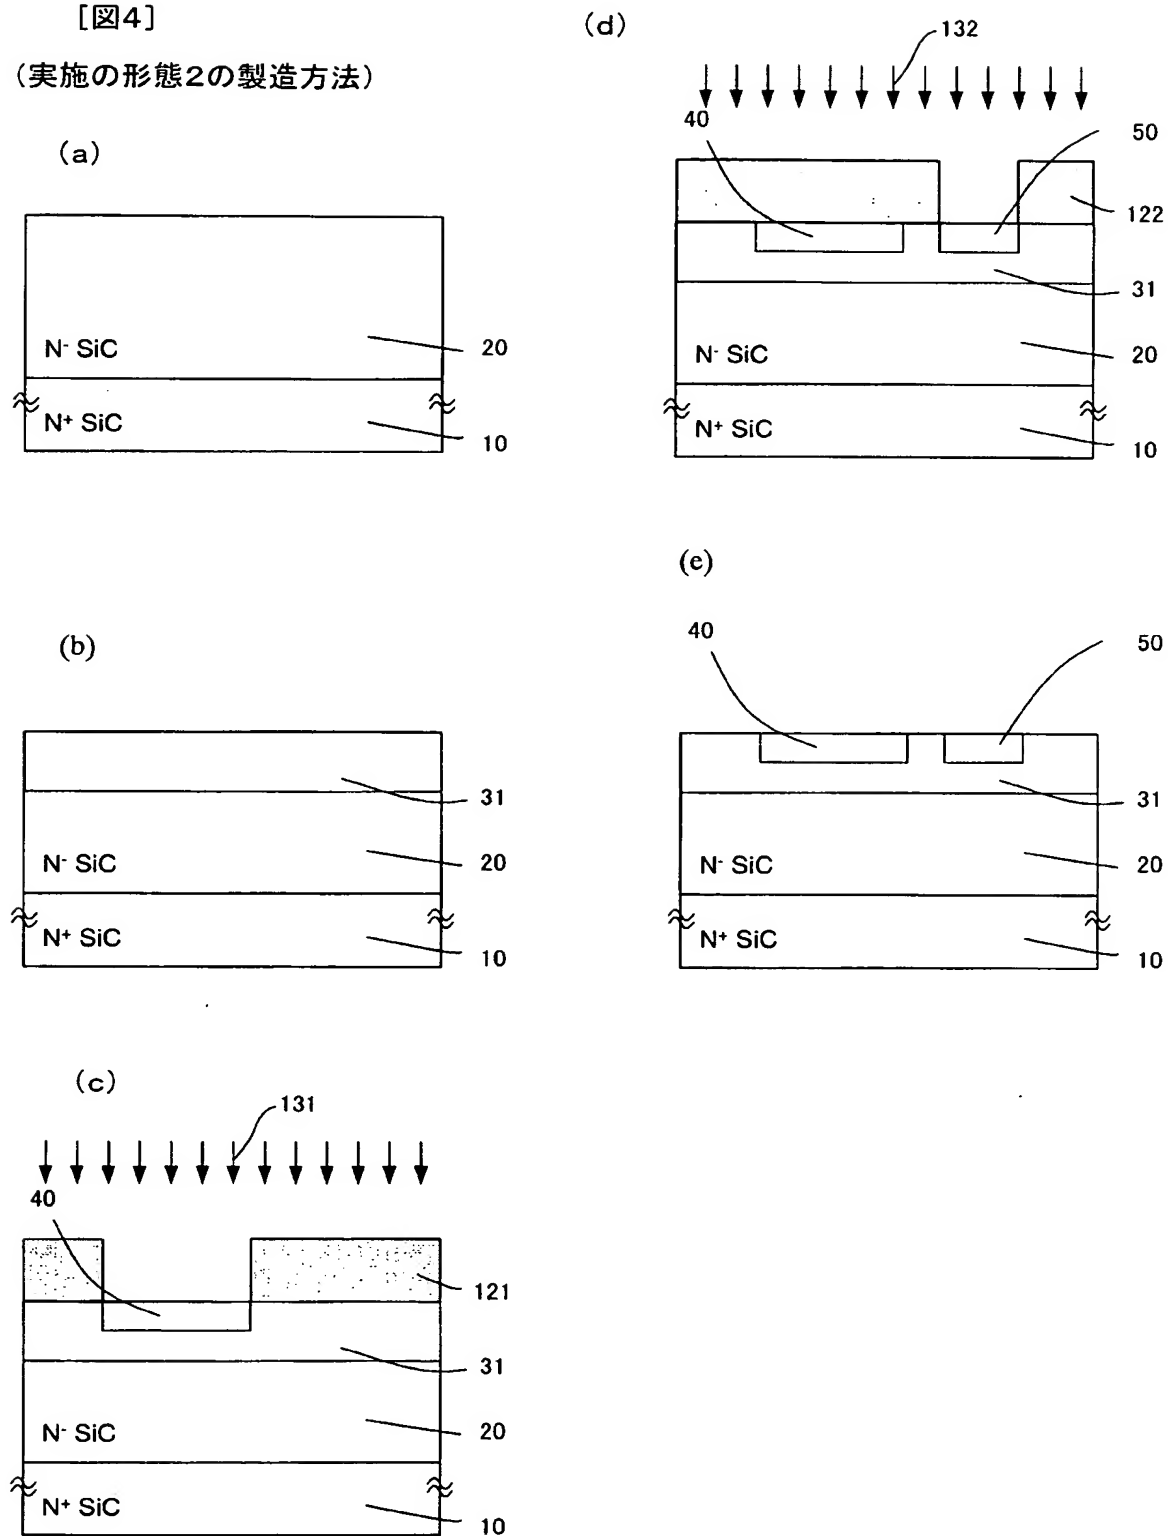 [図4]
(実施の形態2の製造方法)
(a)
N- SiC
20
N+ SiC
10
(b)
31
N- SiC
20
N+ SiC
10
(c)
131
40
121
31
N- SiC
20
N+ SiC
10
(d)
132
40
50
122
31
N- SiC
20
N+ SiC
10
(e)
40
50
31
N- SiC
20
N+ SiC
10